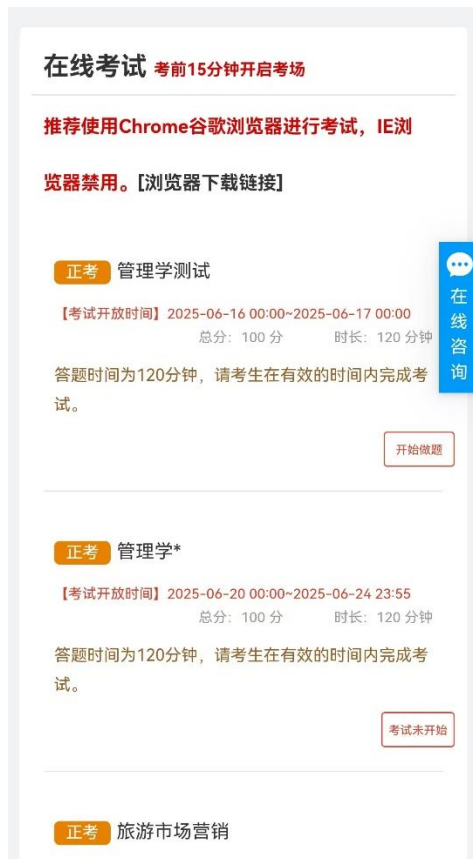 在线考试 考前15分钟开启考场
推荐使用Chrome谷歌浏览器进行考试，IE浏
览器禁用。[浏览器下载链接]
正考 管理学测试
【考试开放时间】2025-06-16 00:00~2025-06-17 00:00
总分：100 分 时长：120 分钟
答题时间为120分钟，请考生在有效的时间内完成考
试。
开始做题
正考 管理学*
【考试开放时间】2025-06-20 00:00~2025-06-24 23:55
总分：100 分 时长：120 分钟
答题时间为120分钟，请考生在有效的时间内完成考
试。
考试未开始
正考 旅游市场营销
在线咨询